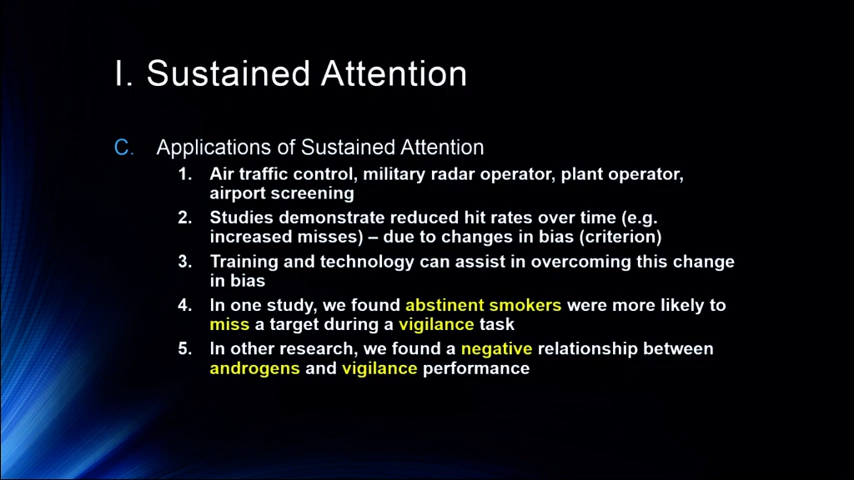 I. Sustained Attention
C. Applications of Sustained Attention
1. Air traffic control, military radar operator, plant operator,
airport screening
2. Studies demonstrate reduced hit rates over time (e.g.
increased misses) – due to changes in bias (criterion)
3. Training and technology can assist in overcoming this change
in bias
4. In one study, we found abstinent smokers were more likely to
miss a target during a vigilance task
5. In other research, we found a negative relationship between
androgens and vigilance performance